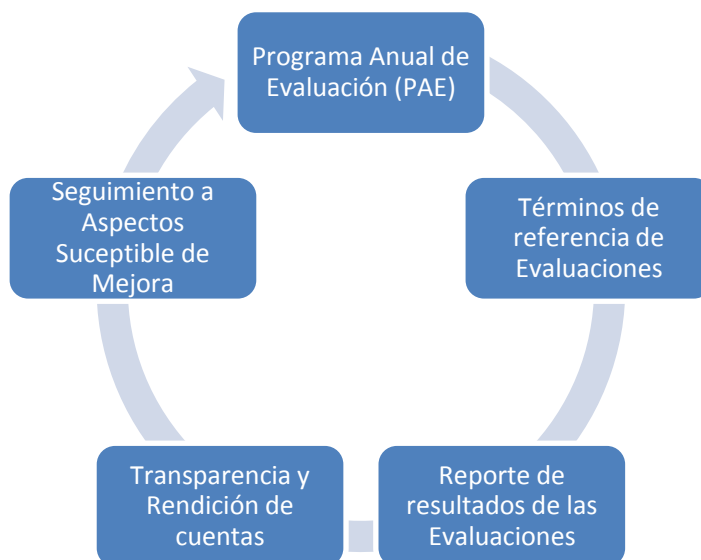 Programa Anual de
Evaluación (PAE)
Términos de
referencia de
Evaluaciones
Reporte de
resultados de las
Evaluaciones
Transparencia y
Rendición de
cuentas
Seguimiento a
Aspectos
Suceptible de
Mejora